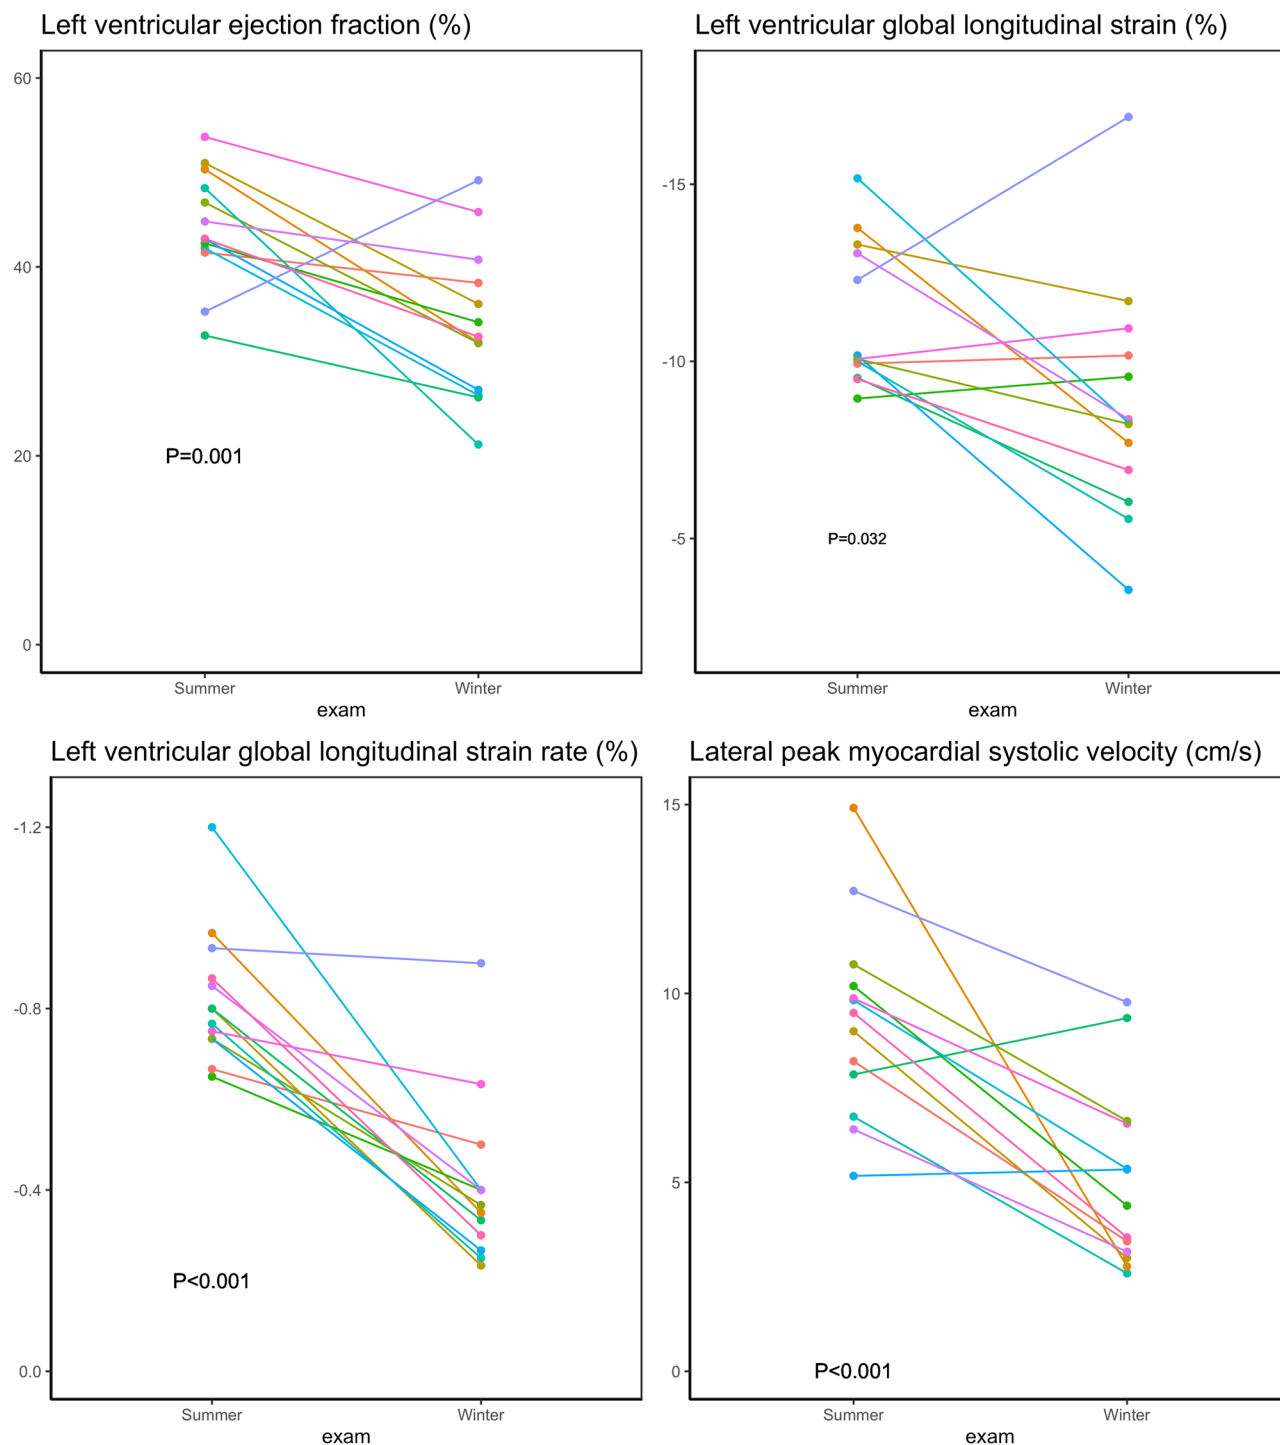 Left ventricular ejection fraction (%)
60
40
20
0
P=0.001
Summer
Winter
exam
Left ventricular global longitudinal strain (%)
-15
-10
-5
P=0.032
Summer
Winter
exam
Left ventricular global longitudinal strain rate (%)
-1.2
-0.8
-0.4
0.0
P<0.001
Summer
Winter
exam
Lateral peak myocardial systolic velocity (cm/s)
15
10
5
0
P<0.001
Summer
Winter
exam